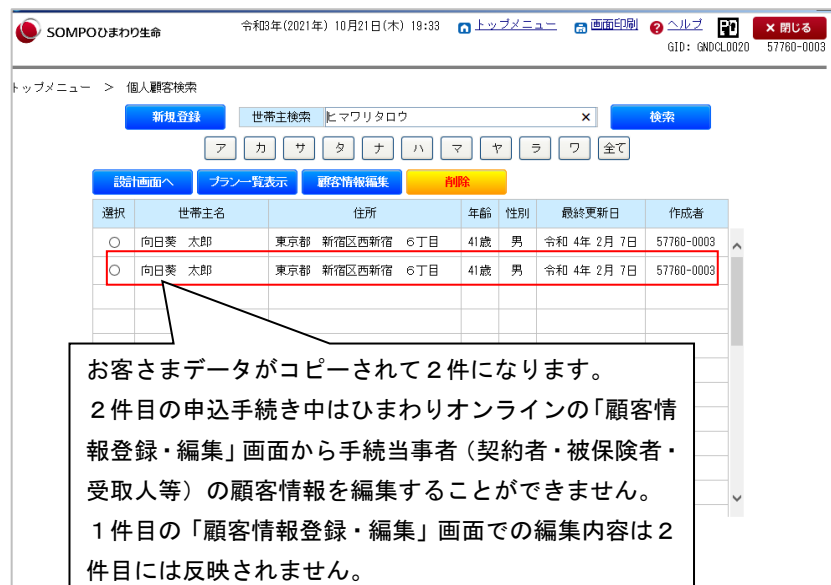 SOMPOひまわり生命
令和3年(2021年) 10月21日(木) 19:33 トップメニュー 画面印刷 ヘルプ × 閉じる
GID: GNDCL0020 57760-0003
トップメニュー > 個人顧客検索
新規登録 世帯主検索 ヒマワリタロウ × 検索
ア カ サ タ ナ ハ マ ヤ ラ ワ 全て
設計画面へ プラン一覧表示 顧客情報編集 削除
選択 世帯主名 住所 年齢 性別 最終更新日 作成者
向日葵 太郎 東京都 新宿区西新宿 6丁目 41歳 男 令和 4年 2月 7日 57760-0003
向日葵 太郎 東京都 新宿区西新宿 6丁目 41歳 男 令和 4年 2月 7日 57760-0003
お客さまデータがコピーされて2件になります。
2件目の申込手続き中はひまわりオンラインの「顧客情
報登録・編集」画面から手続当事者(契約者・被保険者・
受取人等)の顧客情報を編集することができません。
1件目の「顧客情報登録・編集」画面での編集内容は2
件目には反映されません。